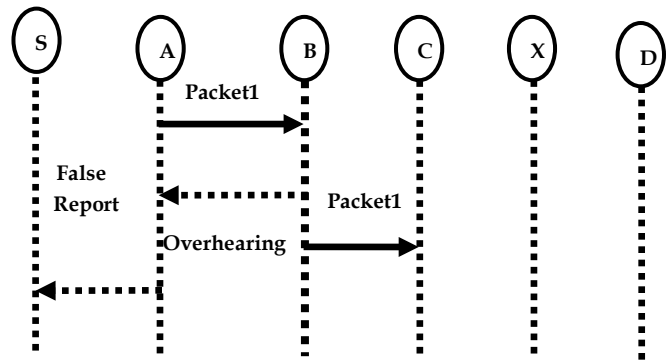 S A B C X D
Packet1
False
Report
Packet1
Overhearing